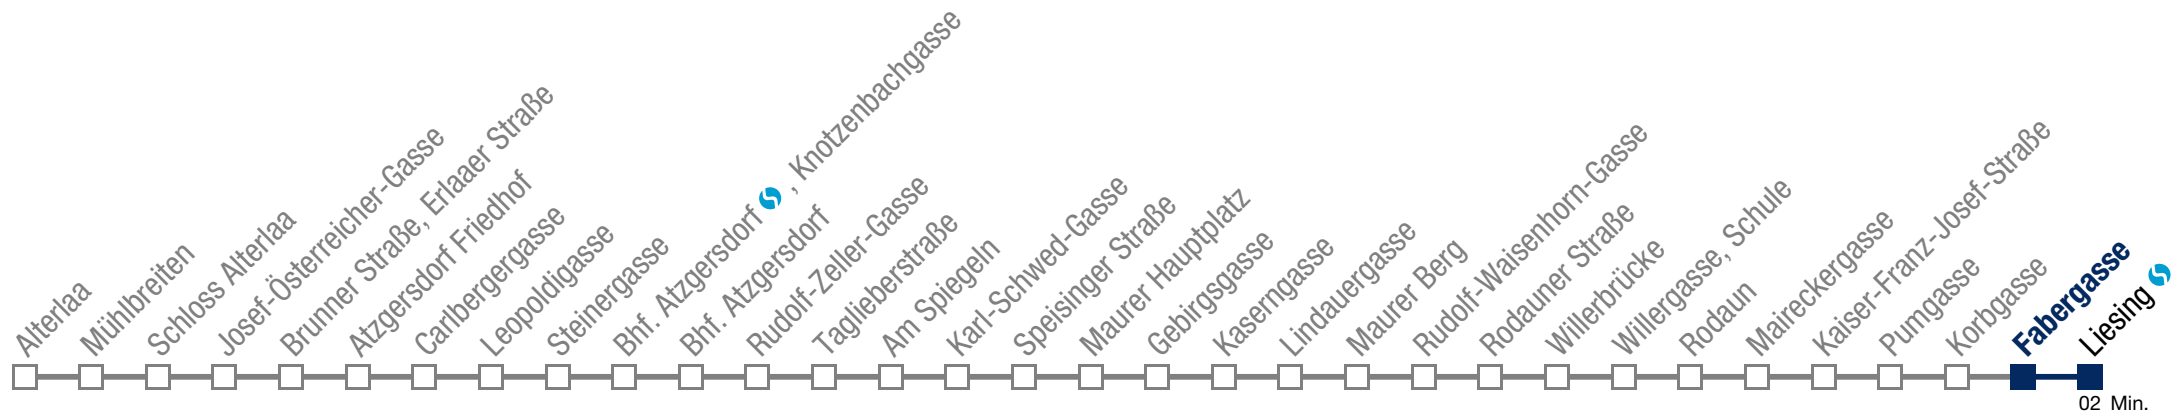 Alterlaa
Mühlbreiten
Schloss Alterlaa
Josef-Österreicher-Gasse
Brunner Straße, Erlaaer Straße
Atzgersdorf Friedhof
Carlbergergasse
Leopoldigasse
Steinergasse
Bhf. Atzgersdorf , Knotzenbachgasse
Bhf. Atzgersdorf
Rudolf-Zeller-Gasse
Taglieberstraße
Am Spiegeln
Karl-Schwed-Gasse
Speisinger Straße
Maurer Hauptplatz
Gebirgsgasse
Kaserngasse
Lindauergasse
Maurer Berg
Rudolf-Waisenhorn-Gasse
Rodauner Straße
Willerbrücke
Willergasse, Schule
Rodaun
Maireckergasse
Kaiser-Franz-Josef-Straße
Pumgasse
Korbgasse
Fabergasse
Liesing
02 Min.